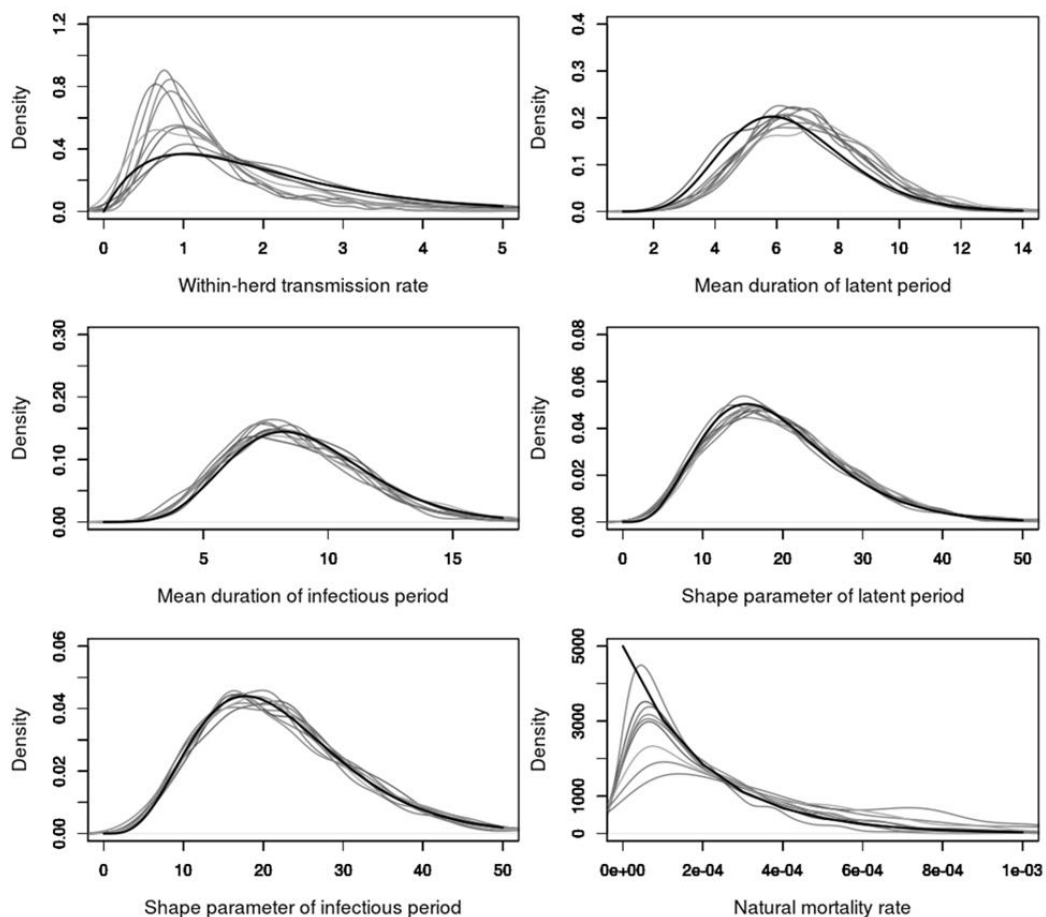 1.2
0.8
0.4
0.0
Density
0 1 2 3 4 5
Within-herd transmission rate
0.4
0.3
0.2
0.1
0.0
Density
2 4 6 8 10 12 14
Mean duration of latent period
0.30
0.20
0.10
0.00
Density
5 10 15
Mean duration of infectious period
0.08
0.06
0.04
0.02
0.00
Density
0 10 20 30 40 50
Shape parameter of latent period
0.06
0.04
0.02
0.00
Density
0 10 20 30 40 50
Shape parameter of infectious period
5000
3000
1000
0
Density
0e+00 2e-04 4e-04 6e-04 8e-04 1e-03
Natural mortality rate